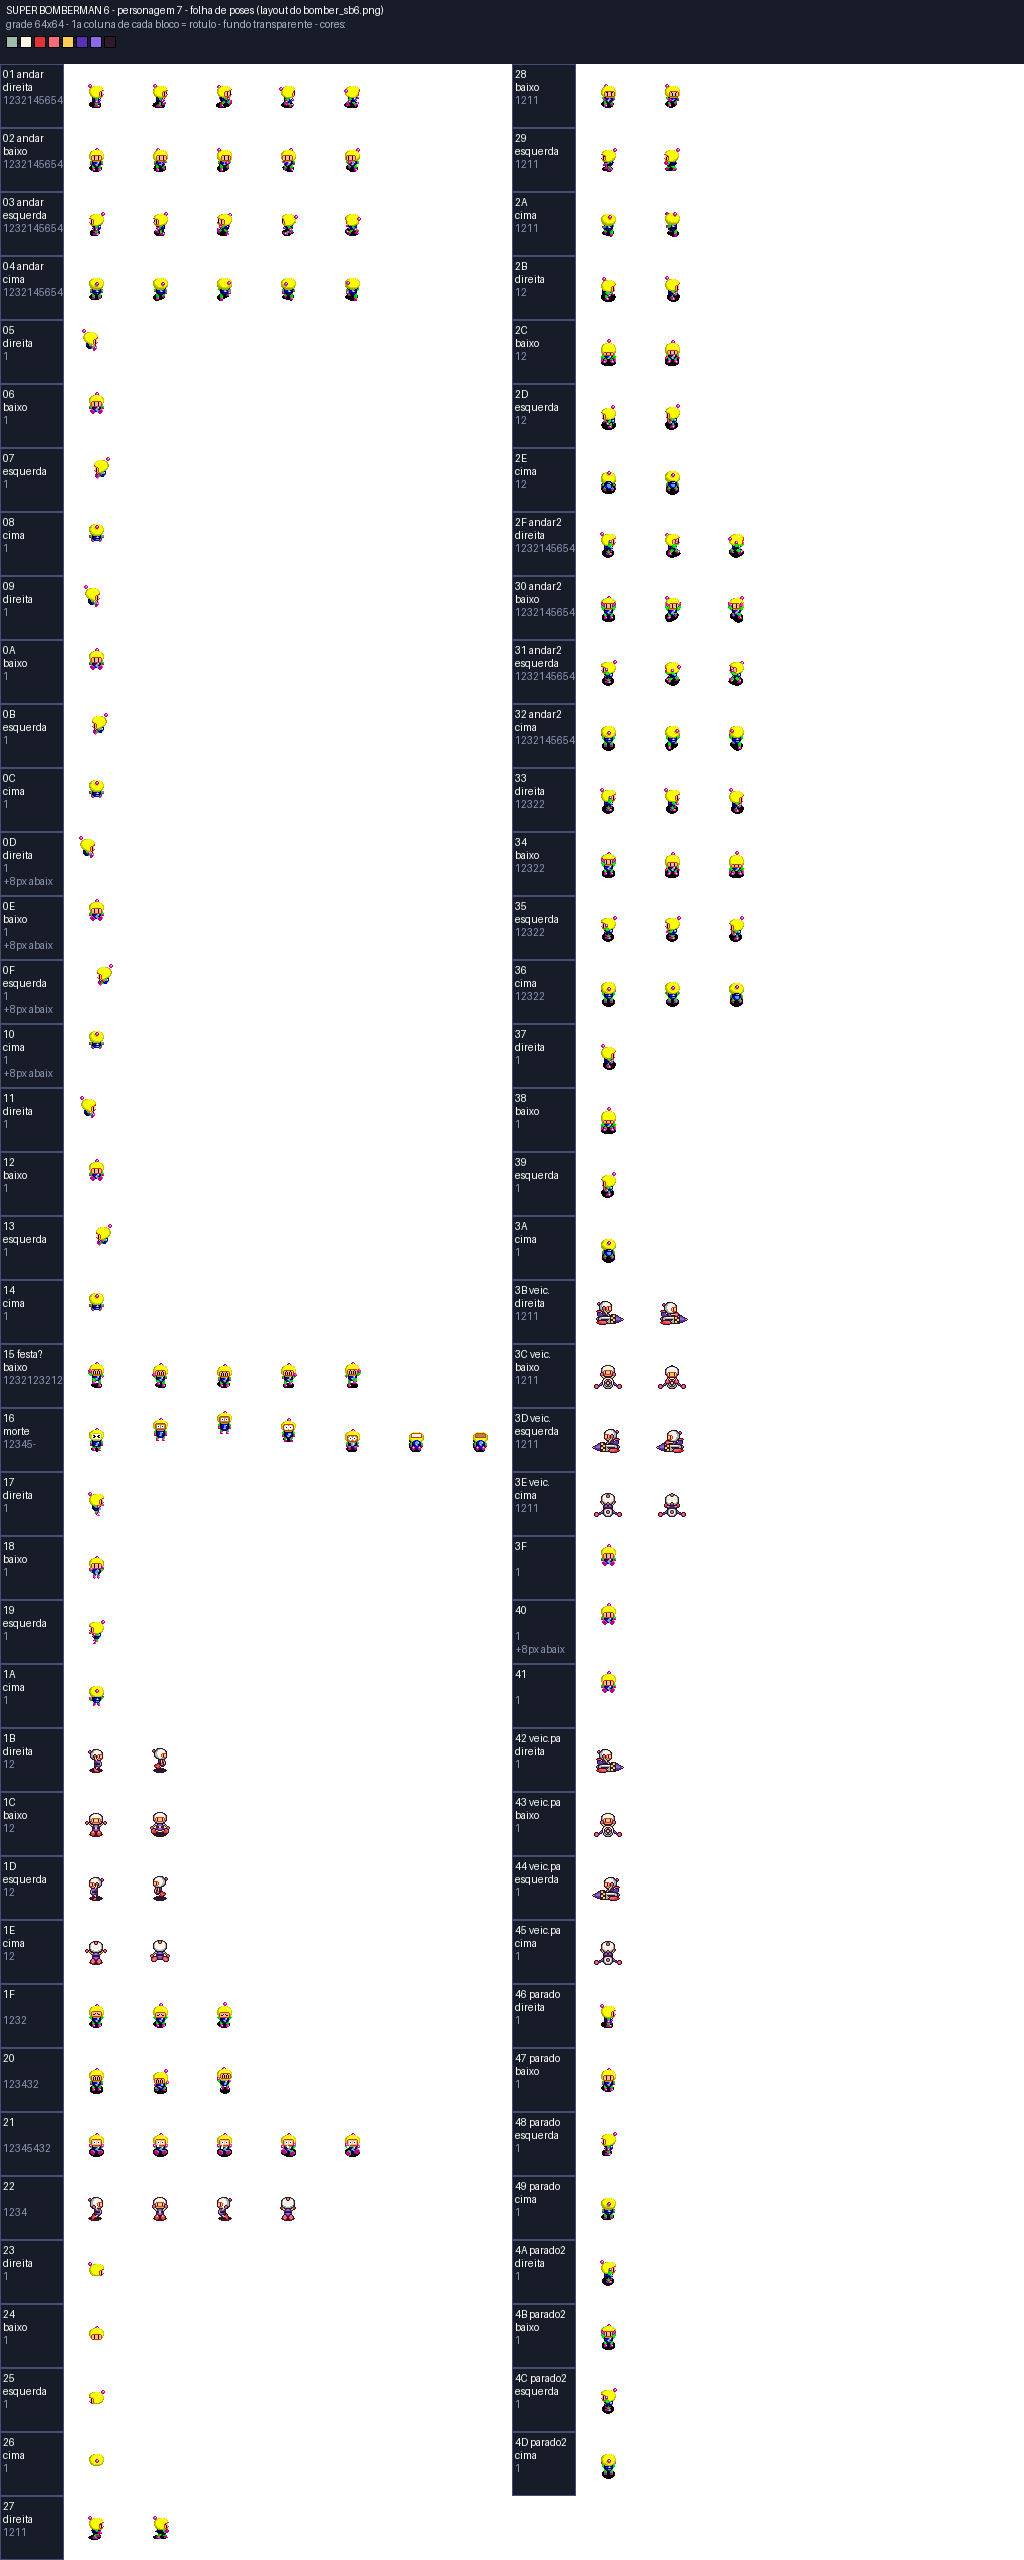 SUPER BOMBERMAN 6 - personagem 7 - folha de poses (layout do bomber_sb6.png)
grade 64x64 - 1a coluna de cada bloco = rotulo - fundo transparente - cores:
01 andar
direita
1232145654
02 andar
baixo
1232145654
03 andar
esquerda
1232145654
04 andar
cima
1232145654
05
direita
1
06
baixo
1
07
esquerda
1
08
cima
1
09
direita
1
0A
baixo
1
0B
esquerda
1
0C
cima
1
0D
direita
1
+8px abaix
0E
baixo
1
+8px abaix
0F
esquerda
1
+8px abaix
10
cima
1
+8px abaix
11
direita
1
12
baixo
1
13
esquerda
1
14
cima
1
15 festa?
baixo
1232123212
16
morte
12345-
17
direita
1
18
baixo
1
19
esquerda
1
1A
cima
1
1B
direita
12
1C
baixo
12
1D
esquerda
12
1E
cima
12
1F
1232
20
123432
21
12345432
22
1234
23
direita
1
24
baixo
1
25
esquerda
1
26
cima
1
27
direita
1211
28
baixo
1211
29
esquerda
1211
2A
cima
1211
2B
direita
12
2C
baixo
12
2D
esquerda
12
2E
cima
12
2F andar2
direita
1232145654
30 andar2
baixo
1232145654
31 andar2
esquerda
1232145654
32 andar2
cima
1232145654
33
direita
12322
34
baixo
12322
35
esquerda
12322
36
cima
12322
37
direita
1
38
baixo
1
39
esquerda
1
3A
cima
1
3B veic.
direita
1211
3C veic.
baixo
1211
3D veic.
esquerda
1211
3E veic.
cima
1211
3F
1
40
1
+8px abaix
41
1
42 veic.pa
direita
1
43 veic.pa
baixo
1
44 veic.pa
esquerda
1
45 veic.pa
cima
1
46 parado
direita
1
47 parado
baixo
1
48 parado
esquerda
1
49 parado
cima
1
4A parado2
direita
1
4B parado2
baixo
1
4C parado2
esquerda
1
4D parado2
cima
1